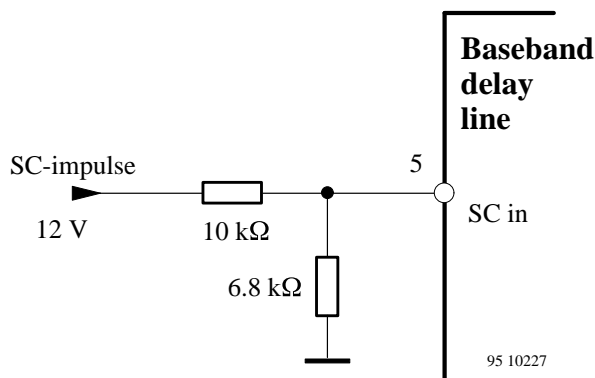 Baseband
delay
line
5
SC-impulse
12 V
10 kΩ
SC in
6.8 kΩ
95 10227